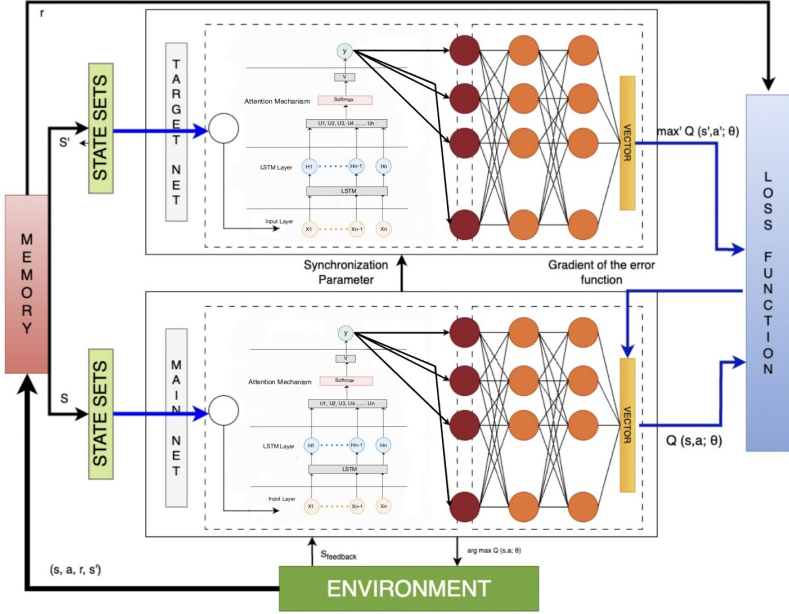 r
STATE SETS
S'
TARGET NET
y
V
Attention Mechanism
Softmax
U1, U2, U3, U4 ...... Un
LSTM Layer
H1
Hn-1
Hn
LSTM
Input Layer
X1
Xn-1
Xn
VECTOR
max' Q (s',a'; θ)
LOSS FUNCTION
MEMORY
Synchronization
Parameter
Gradient of the error
function
S
STATE SETS
MAIN NET
y
V
Attention Mechanism
Softmax
U1, U2, U3, U4 ...... Un
LSTM Layer
H1
Hn-1
Hn
LSTM
Input Layer
X1
Xn-1
Xn
VECTOR
Q (s,a; θ)
(s, a, r, s')
Sfeedback
arg max Q (s,a; θ)
ENVIRONMENT